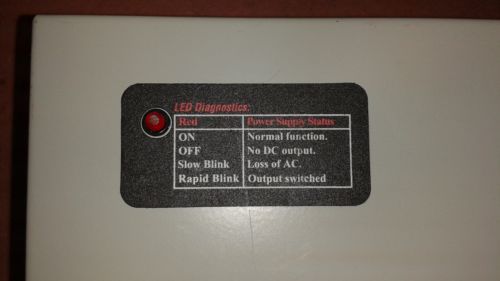 LED Diagnostics:
Red Power Supply Status
ON Normal function.
OFF No DC output.
Slow Blink Loss of AC.
Rapid Blink Output switched